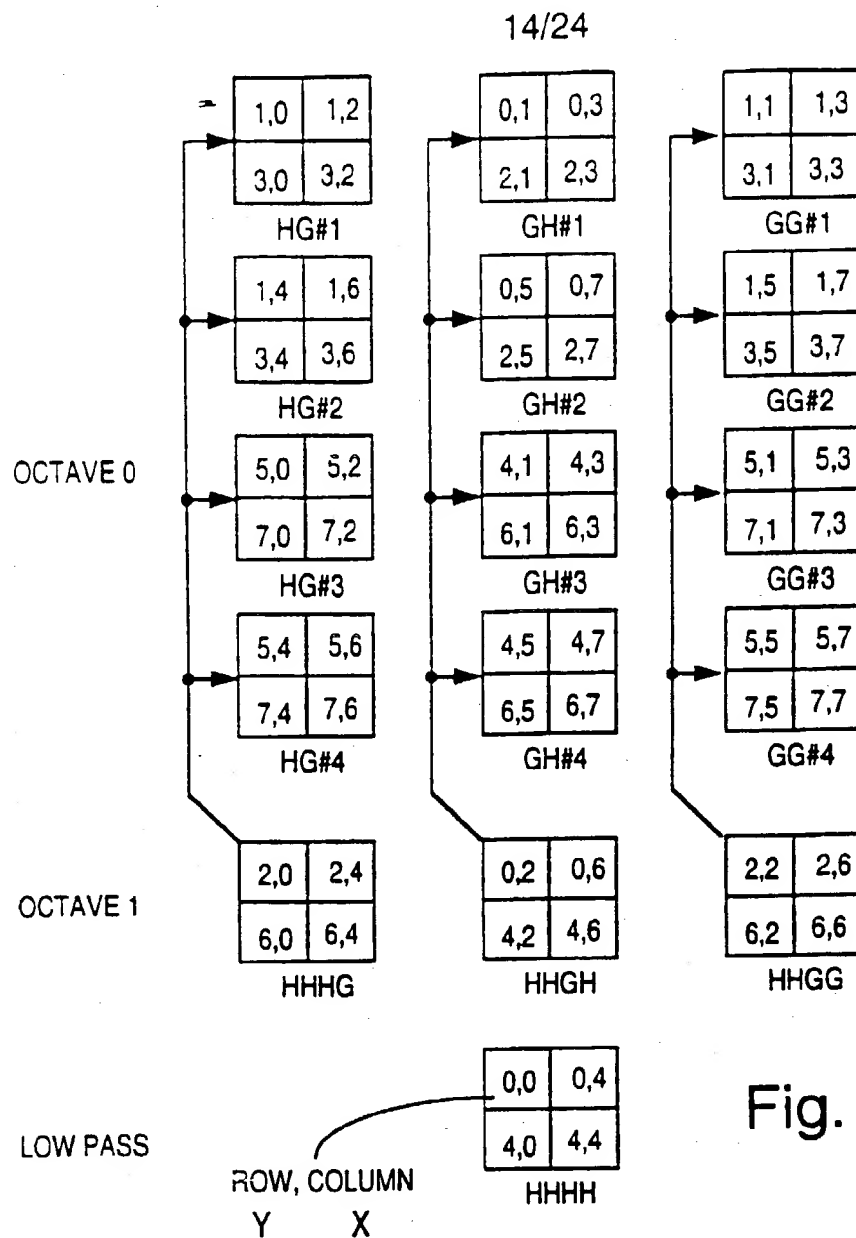 14/24
1,0 1,2 0,1 0,3 1,1 1,3
3,0 3,2 2,1 2,3 3,1 3,3
HG#1 GH#1 GG#1
1,4 1,6 0,5 0,7 1,5 1,7
3,4 3,6 2,5 2,7 3,5 3,7
HG#2 GH#2 GG#2
OCTAVE 0
5,0 5,2 4,1 4,3 5,1 5,3
7,0 7,2 6,1 6,3 7,1 7,3
HG#3 GH#3 GG#3
5,4 5,6 4,5 4,7 5,5 5,7
7,4 7,6 6,5 6,7 7,5 7,7
HG#4 GH#4 GG#4
OCTAVE 1
2,0 2,4 0,2 0,6 2,2 2,6
6,0 6,4 4,2 4,6 6,2 6,6
HHHG HHGH HHGG
0,0 0,4
4,0 4,4
HHHH
Fig.
LOW PASS
ROW, COLUMN
Y X